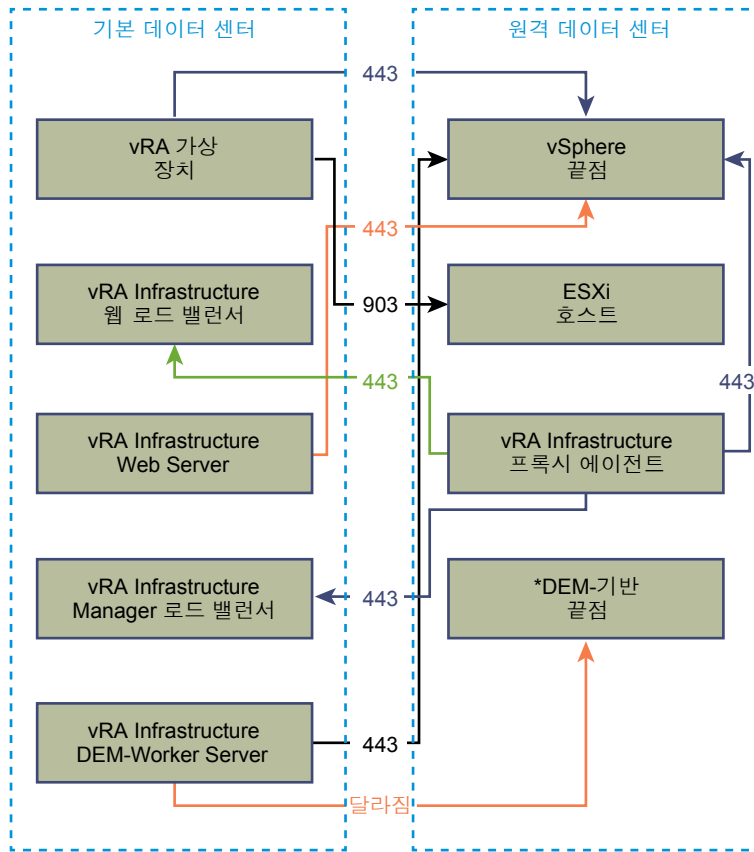 기본 데이터 센터
원격 데이터 센터
443
vRA 가상
장치
vSphere
끝점
443
vRA Infrastructure
웹 로드 밸런서
903
ESXi
호스트
443
443
vRA Infrastructure
Web Server
vRA Infrastructure
프록시 에이전트
vRA Infrastructure
Manager 로드 밸런서
443
*DEM-기반
끝점
vRA Infrastructure
DEM-Worker Server
443
달라짐